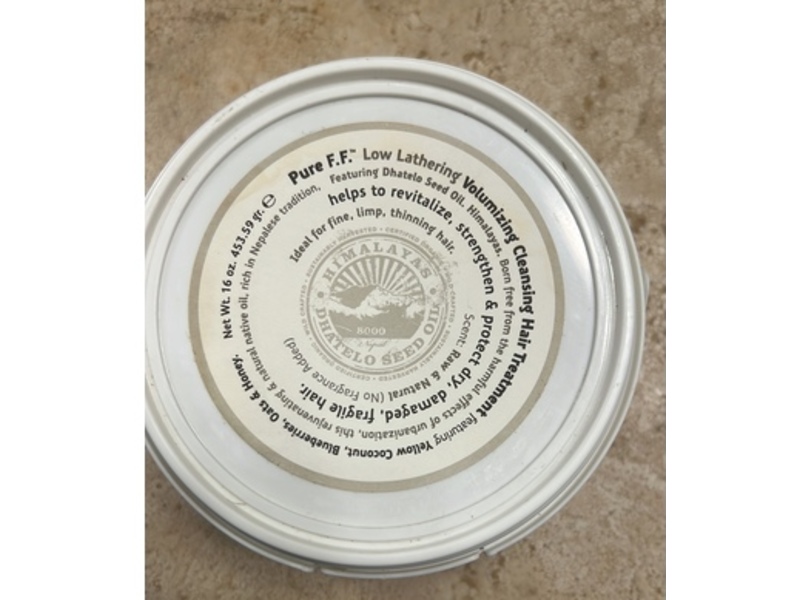 Pure F.F.™ Low Lathering Volumizing Cleansing Hair Treatment featuring Yellow Coconut, Blueberries, Oats & Honey. Net Wt. 16 oz. 453.59 gr. ℮
Featuring Dhatelo Seed Oil. Himalayas. Born free from the harmful effects of urbanization, this rejuvenating & natural native oil, rich in Nepalese tradition,
helps to revitalize, strengthen & protect dry, damaged, fragile hair.
Ideal for fine, limp, thinning hair.
Scent: Raw & Natural (No Fragrance Added)
HIMALAYAS
8000
Nepal
DHATELO SEED OIL